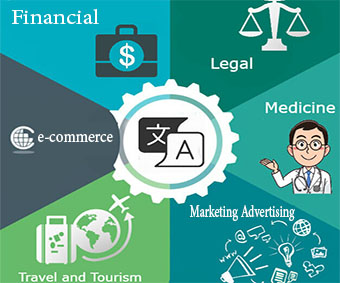 Financial
Legal
e-commerce
Medicine
文
A
Marketing Advertising
Travel and Tourism